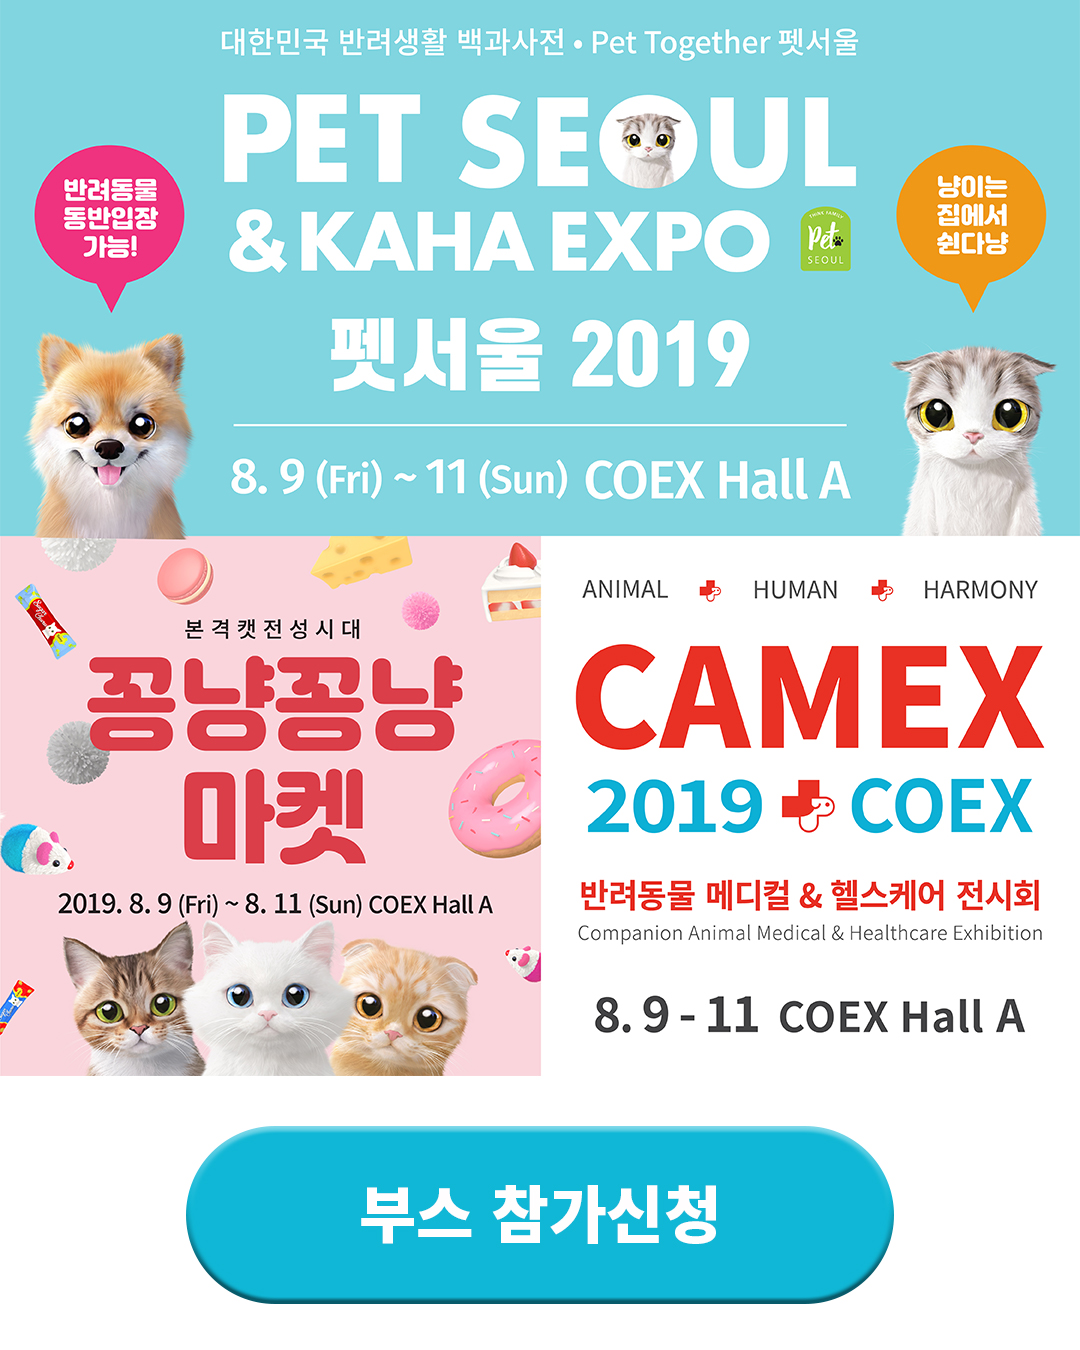 대한민국 반려생활 백과사전 • Pet Together 펫서울
PET SEOUL
& KAHA EXPO
THINK FAMILY
Pet
SEOUL
반려동물
동반입장
가능!
냥이는
집에서
쉰다냥
펫서울 2019
8. 9 (Fri) ~ 11 (Sun) COEX Hall A
본격캣전성시대
꽁냥꽁냥
마켓
2019. 8. 9 (Fri) ~ 8. 11 (Sun) COEX Hall A
ANIMAL HUMAN HARMONY
CAMEX
2019 COEX
반려동물 메디컬 & 헬스케어 전시회
Companion Animal Medical & Healthcare Exhibition
8. 9 - 11 COEX Hall A
부스 참가신청